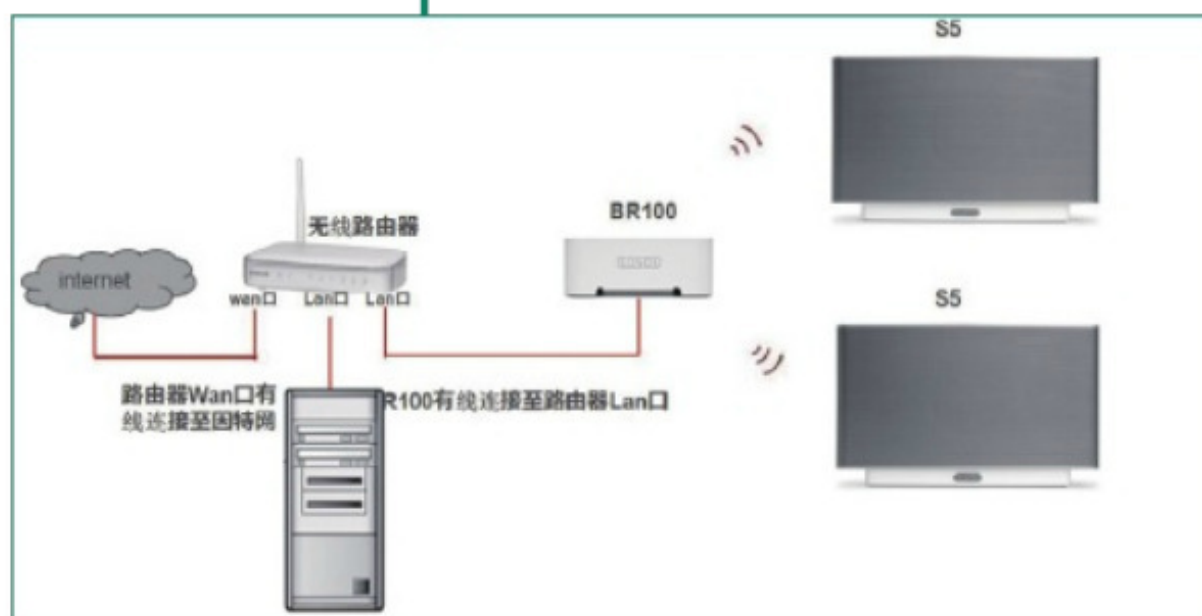 S5
BR100
无线路由器
internet
wan口
Lan口
Lan口
S5
路由器Wan口有
线连接至因特网
R100有线连接至路由器Lan口